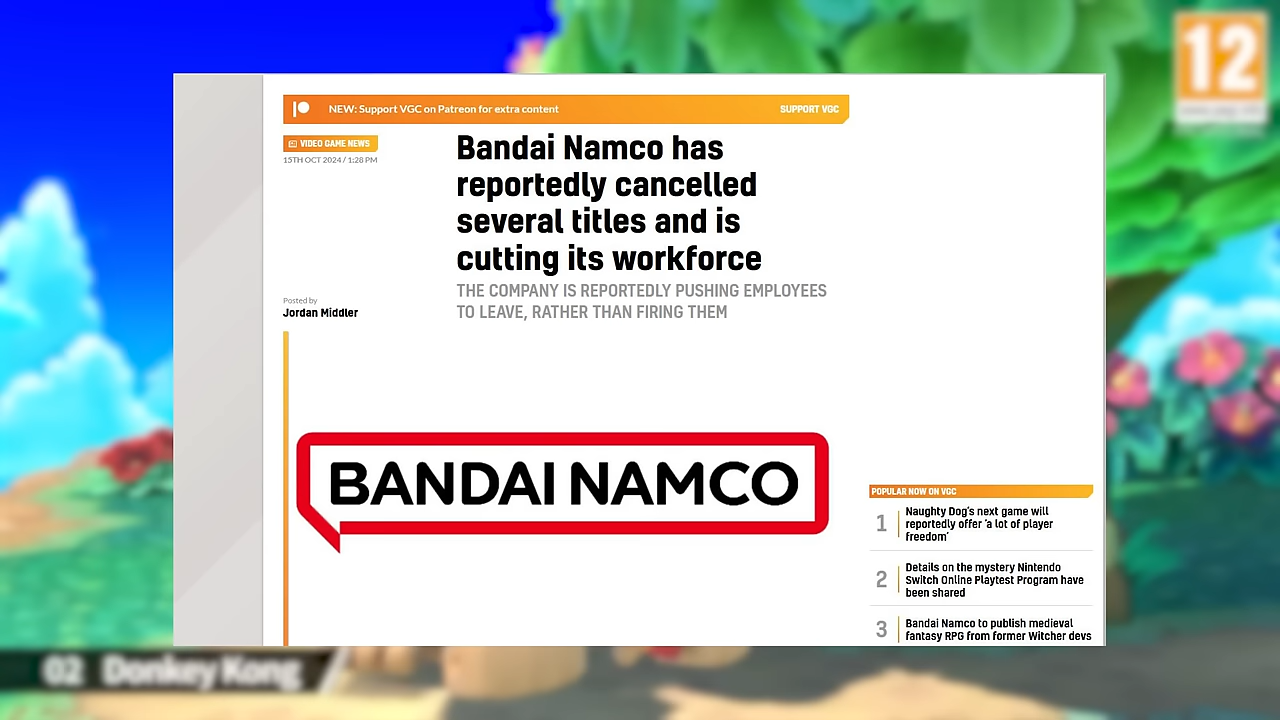 12
NEW: Support VGC on Patreon for extra content
SUPPORT VGC
VIDEO GAME NEWS
15TH OCT 2024 / 1:28 PM
Bandai Namco has
reportedly cancelled
several titles and is
cutting its workforce
THE COMPANY IS REPORTEDLY PUSHING EMPLOYEES
TO LEAVE, RATHER THAN FIRING THEM
Posted by
Jordan Middler
BANDAI NAMCO
POPULAR NOW ON VGC
1
Naughty Dog's next game will
reportedly offer 'a lot of player
freedom'
2
Details on the mystery Nintendo
Switch Online Playtest Program have
been shared
3
Bandai Namco to publish medieval
fantasy RPG from former Witcher devs
02 Donkey Kong